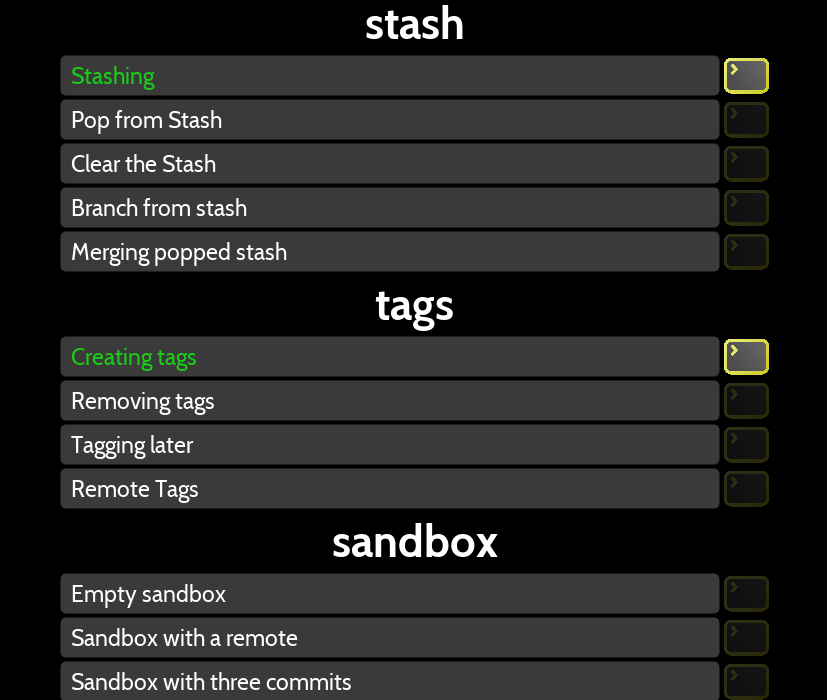 stash
Stashing
Pop from Stash
Clear the Stash
Branch from stash
Merging popped stash
tags
Creating tags
Removing tags
Tagging later
Remote Tags
sandbox
Empty sandbox
Sandbox with a remote
Sandbox with three commits